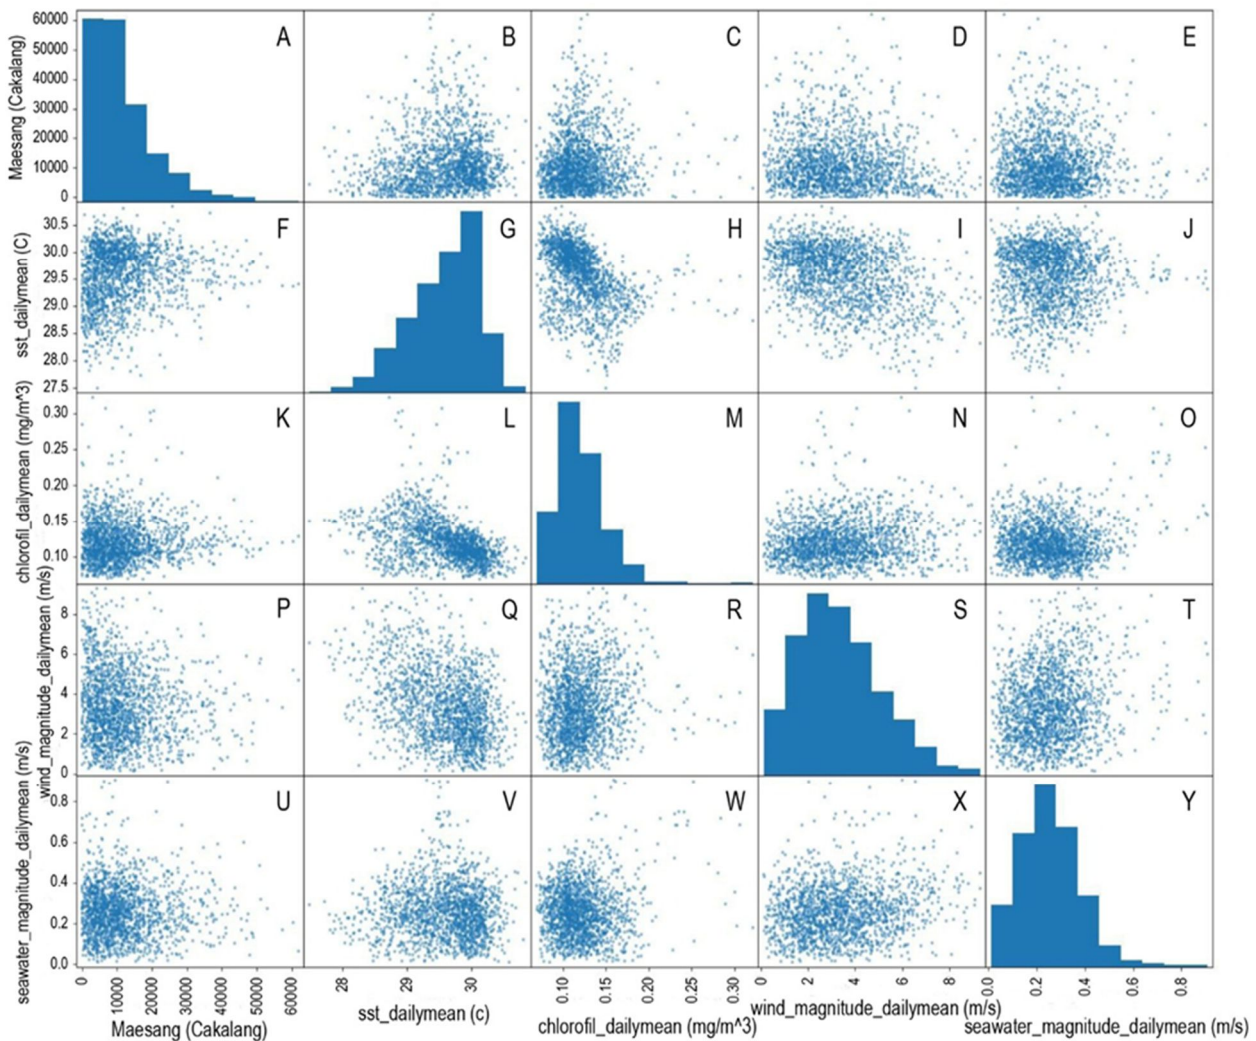 Maesang (Cakalang)
60000
50000
40000
30000
20000
10000
0
A
B
C
D
E
sst_dailymean (C)
30.5
30.0
29.5
29.0
28.5
28.0
27.5
F
G
H
I
J
chlorofil_dailymean (mg/m^3)
0.30
0.25
0.20
0.15
0.10
K
L
M
N
O
wind_magnitude_dailymean (m/s)
8
6
4
2
0
P
Q
R
S
T
seawater_magnitude_dailymean (m/s)
0.8
0.6
0.4
0.2
0.0
U
V
W
X
Y
0
10000
20000
30000
40000
50000
60000
Maesang (Cakalang)
28
29
30
sst_dailymean (c)
0.10
0.15
0.20
0.25
0.30
chlorofil_dailymean (mg/m^3)
0
2
4
6
8
wind_magnitude_dailymean (m/s)
0.0
0.2
0.4
0.6
0.8
seawater_magnitude_dailymean (m/s)